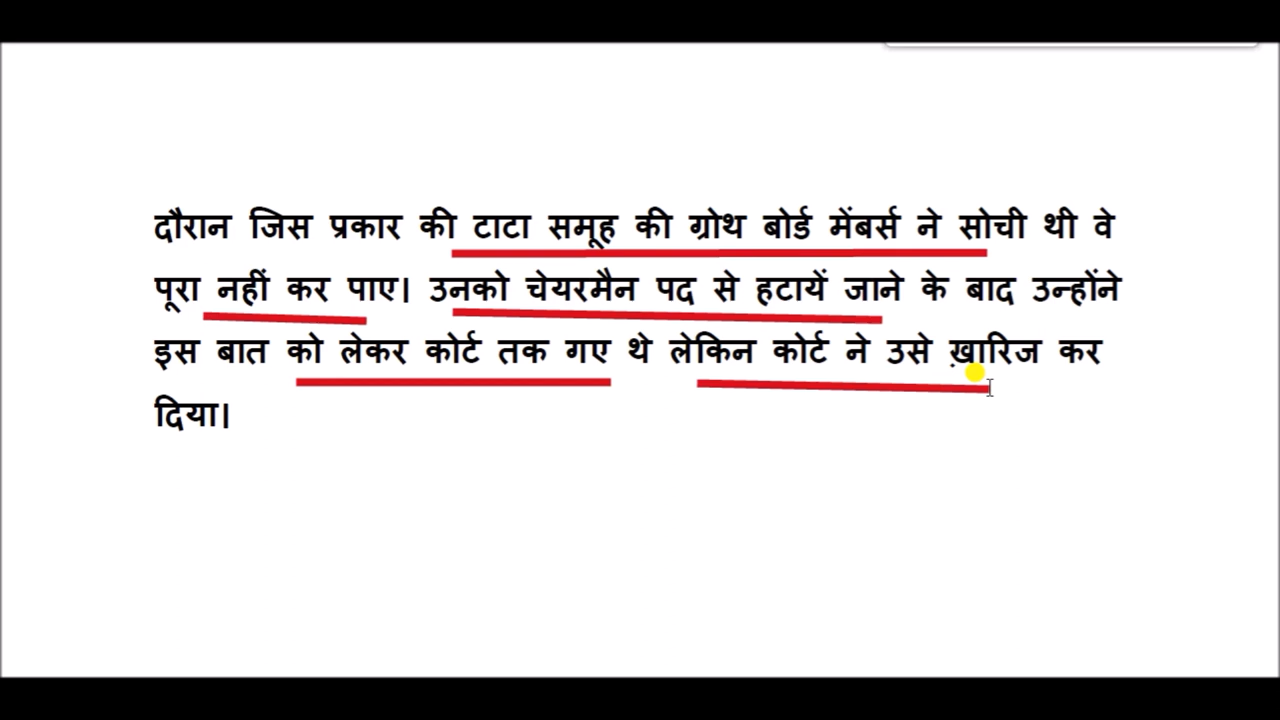 दौरान जिस प्रकार की टाटा समूह की ग्रोथ बोर्ड मेंबर्स ने सोची थी वे
पूरा नहीं कर पाए। उनको चेयरमैन पद से हटायें जाने के बाद उन्होंने
इस बात को लेकर कोर्ट तक गए थे लेकिन कोर्ट ने उसे ख़ारिज कर
दिया।